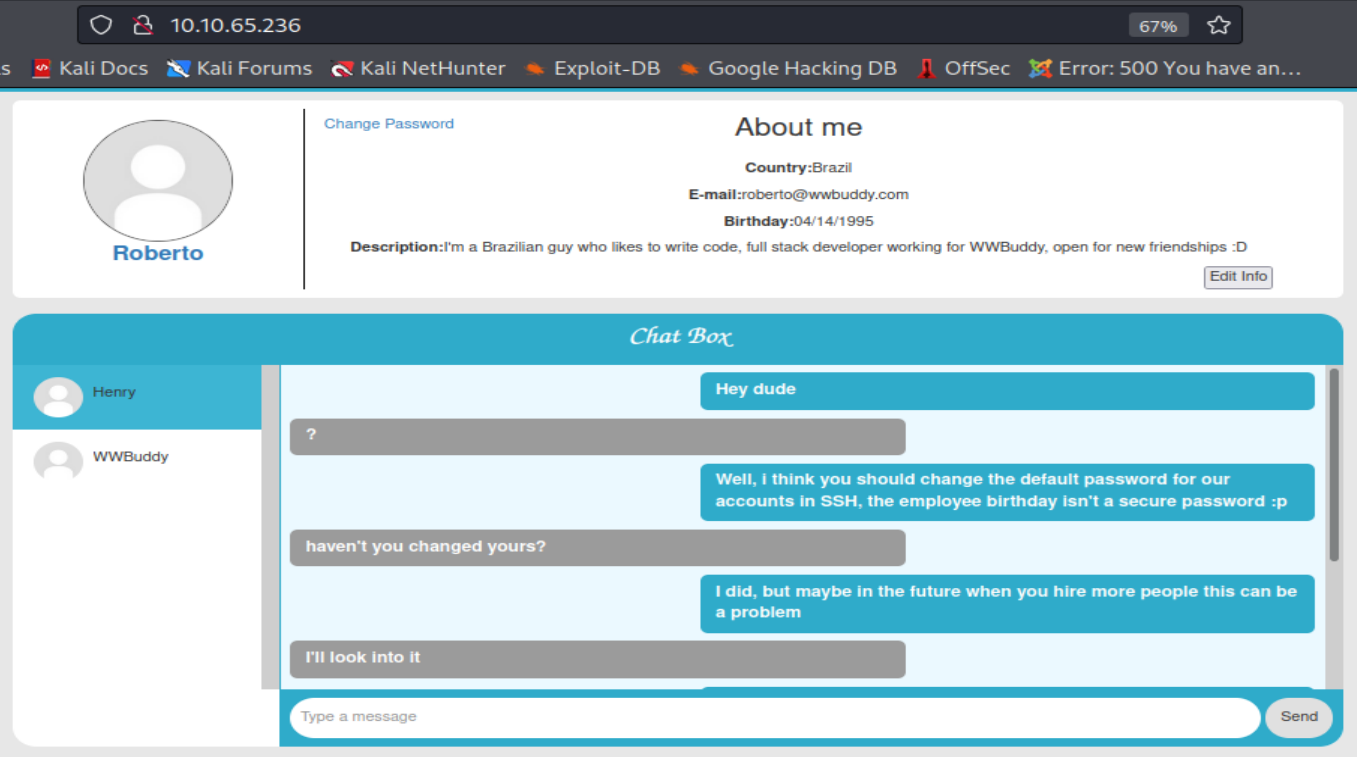 10.10.65.236
67%
s Kali Docs Kali Forums Kali NetHunter Exploit-DB Google Hacking DB OffSec Error: 500 You have an...
Change Password
About me
Country:Brazil
E-mail:roberto@wwbuddy.com
Birthday:04/14/1995
Description:I'm a Brazilian guy who likes to write code, full stack developer working for WWBuddy, open for new friendships :D
Roberto
Edit Info
Chat Box
Henry
WWBuddy
Hey dude
?
Well, i think you should change the default password for our
accounts in SSH, the employee birthday isn't a secure password :p
haven't you changed yours?
I did, but maybe in the future when you hire more people this can be
a problem
I'll look into it
Type a message
Send